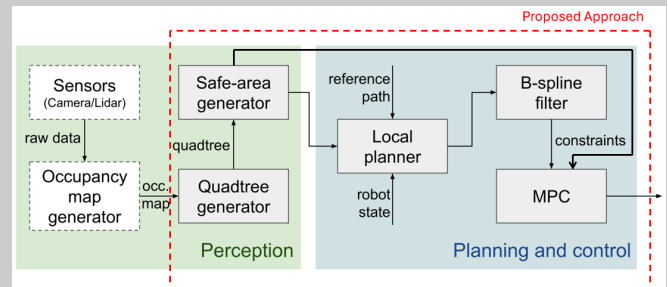 Proposed Approach
Sensors
(Camera/Lidar)
raw data
Occupancy
map
generator
occ.
map
Safe-area
generator
quadtree
Quadtree
generator
Perception
reference
path
Local
planner
robot
state
B-spline
filter
constraints
MPC
Planning and control